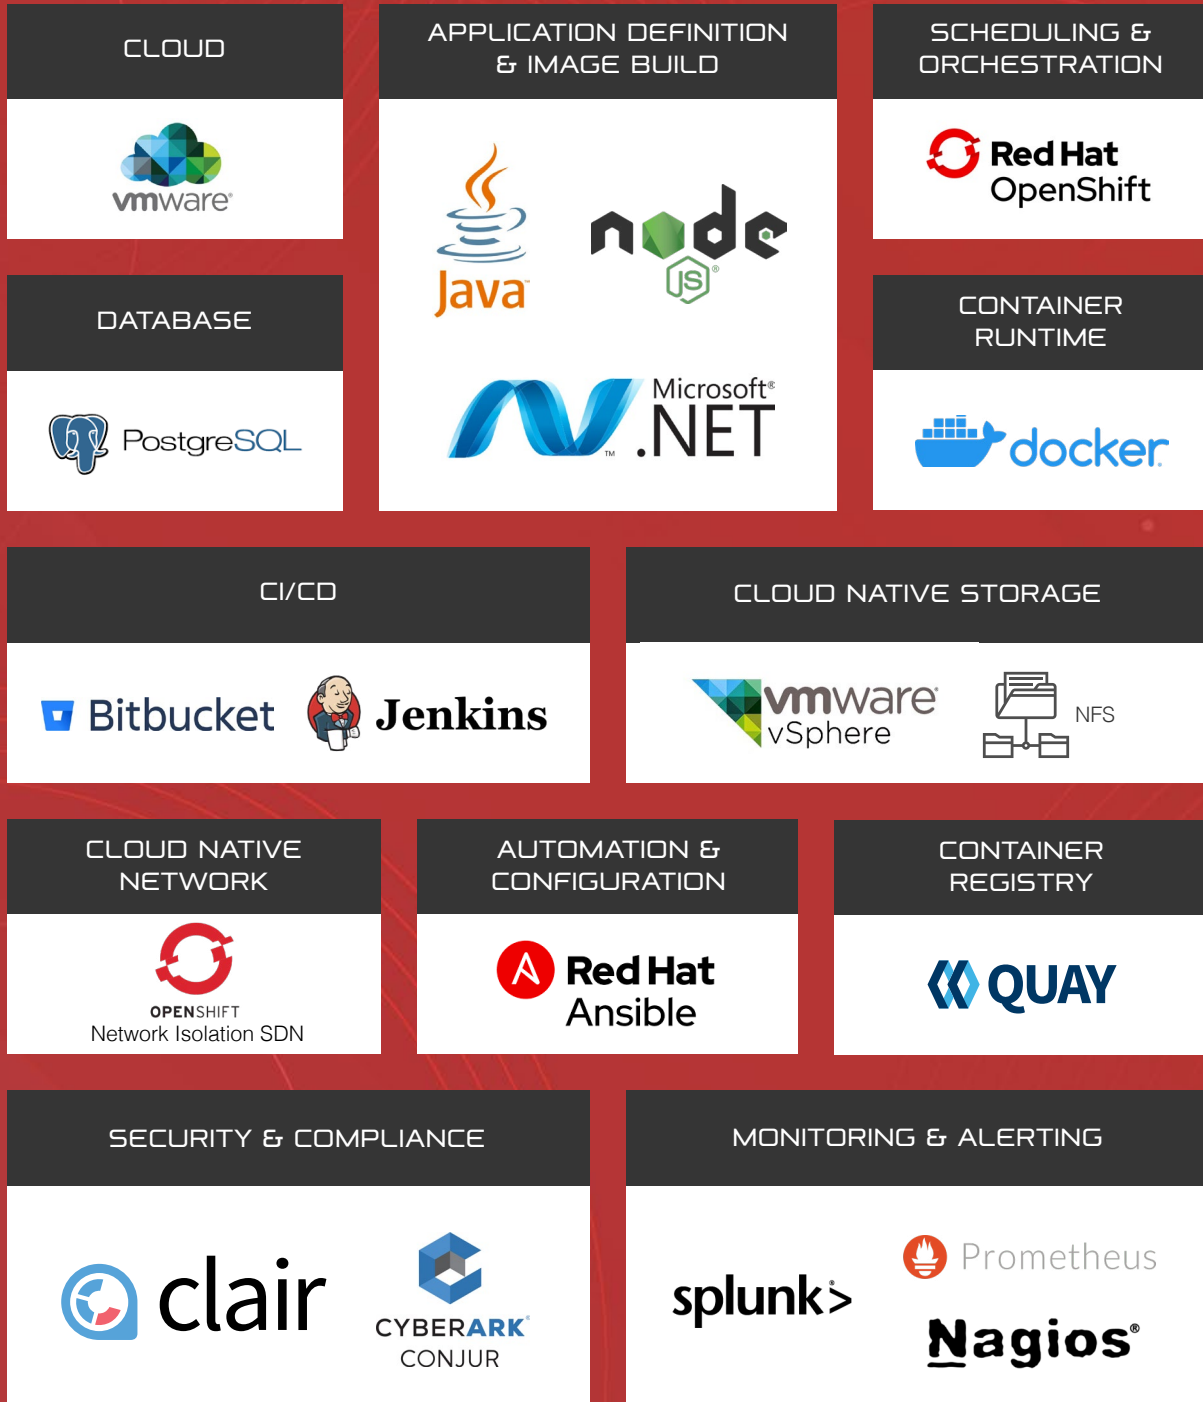 CLOUD
vmware®
APPLICATION DEFINITION
& IMAGE BUILD
Java™
node
JS®
Microsoft®
.NET™
SCHEDULING &
ORCHESTRATION
Red Hat
OpenShift
DATABASE
PostgreSQL
CONTAINER
RUNTIME
docker
CI/CD
Bitbucket
Jenkins
CLOUD NATIVE STORAGE
vmware®
vSphere
NFS
CLOUD NATIVE
NETWORK
OPENSHIFT
Network Isolation SDN
AUTOMATION &
CONFIGURATION
Red Hat
Ansible
CONTAINER
REGISTRY
QUAY
SECURITY & COMPLIANCE
clair
CYBERARK®
CONJUR
MONITORING & ALERTING
splunk®>
Prometheus
Nagios®